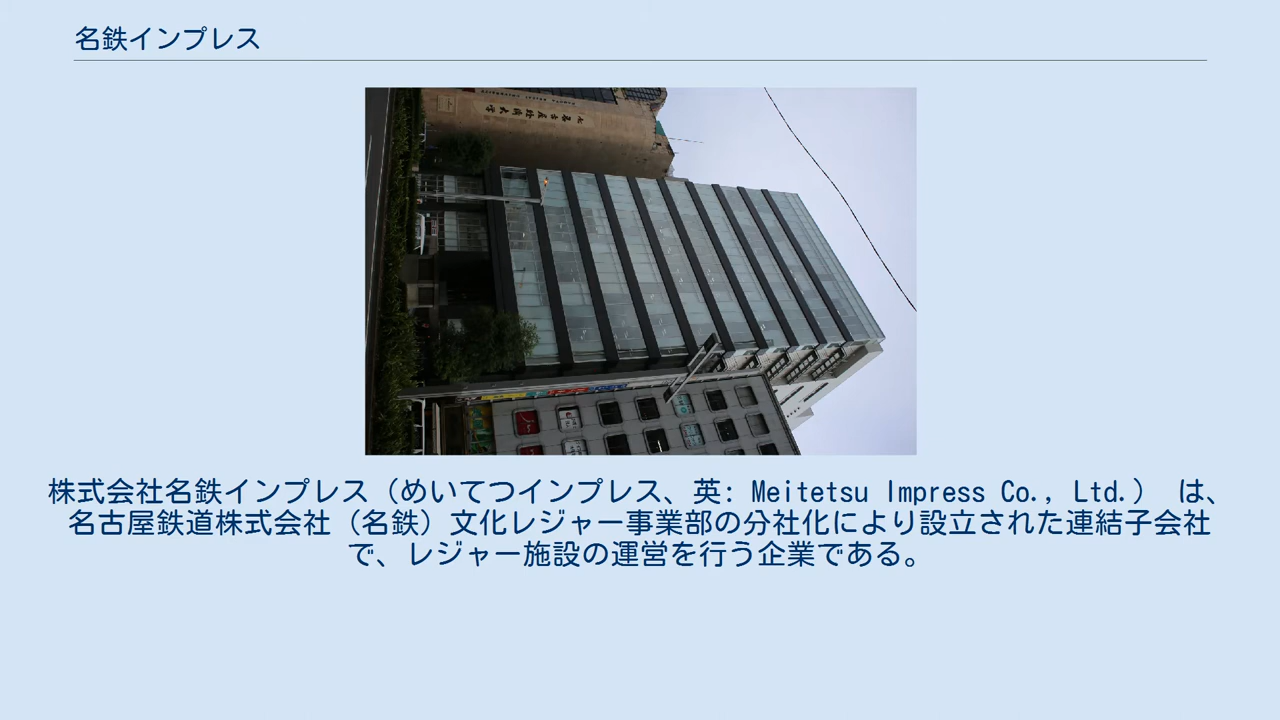 名鉄インプレス
株式会社名鉄インプレス（めいてつインプレス、英: Meitetsu Impress Co., Ltd.） は、
名古屋鉄道株式会社（名鉄）文化レジャー事業部の分社化により設立された連結子会社
で、レジャー施設の運営を行う企業である。